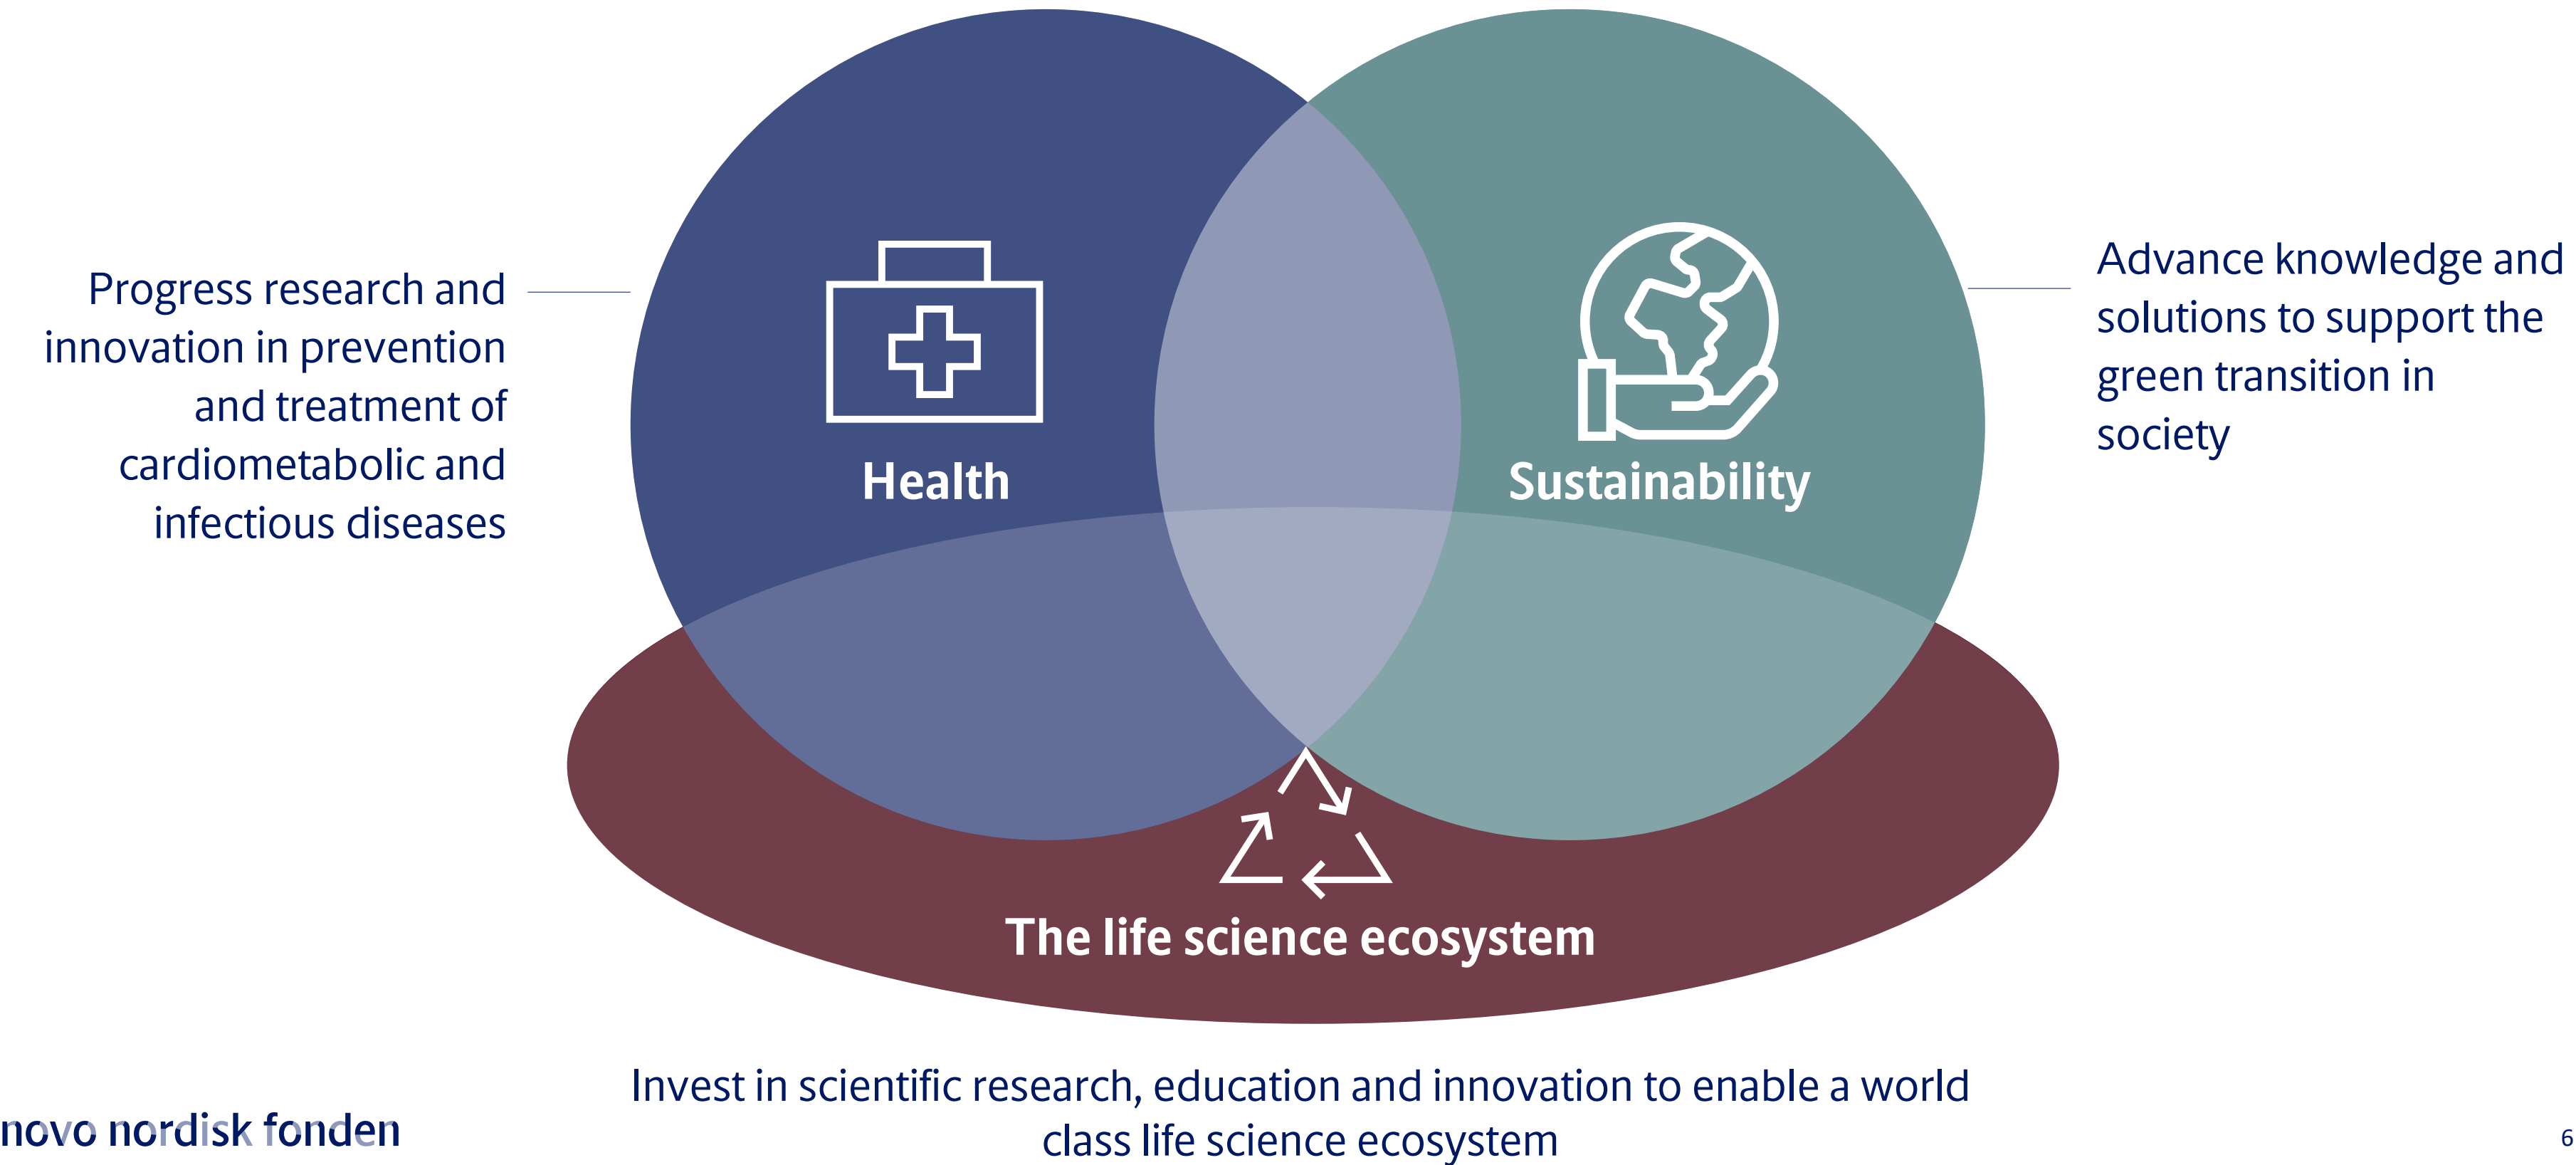 Progress research and
innovation in prevention
and treatment of
cardiometabolic and
infectious diseases
Health
Sustainability
Advance knowledge and
solutions to support the
green transition in
society
The life science ecosystem
Invest in scientific research, education and innovation to enable a world
class life science ecosystem
novo nordisk fonden
6